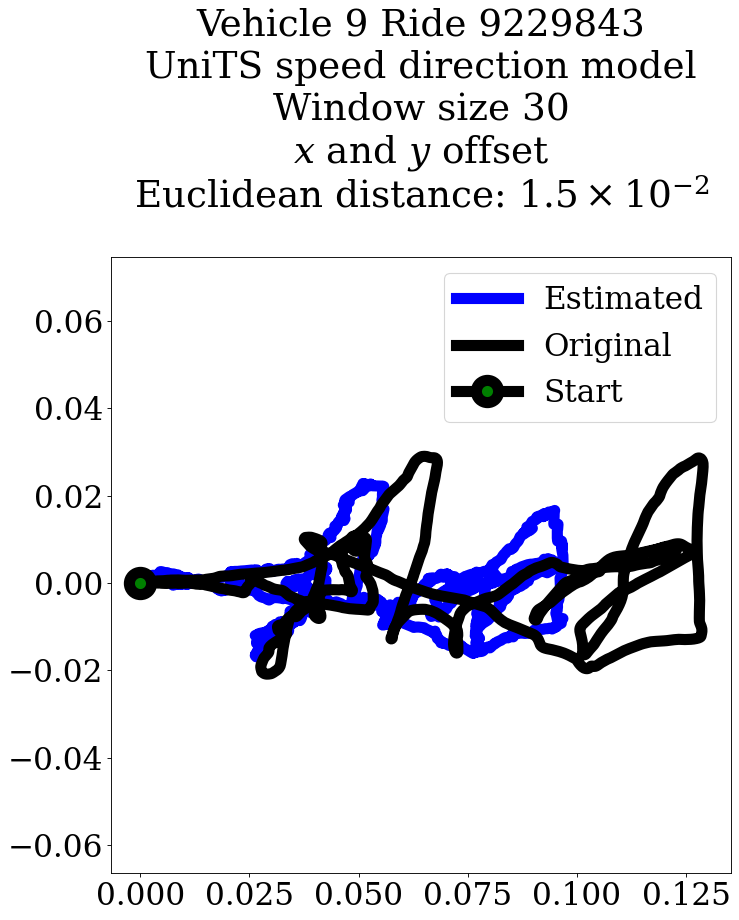 Vehicle 9 Ride 9229843
UniTS speed direction model
Window size 30
x and y offset
Euclidean distance: 1.5 × 10⁻²
Estimated
Original
Start
0.06
0.04
0.02
0.00
−0.02
−0.04
−0.06
0.000 0.025 0.050 0.075 0.100 0.125